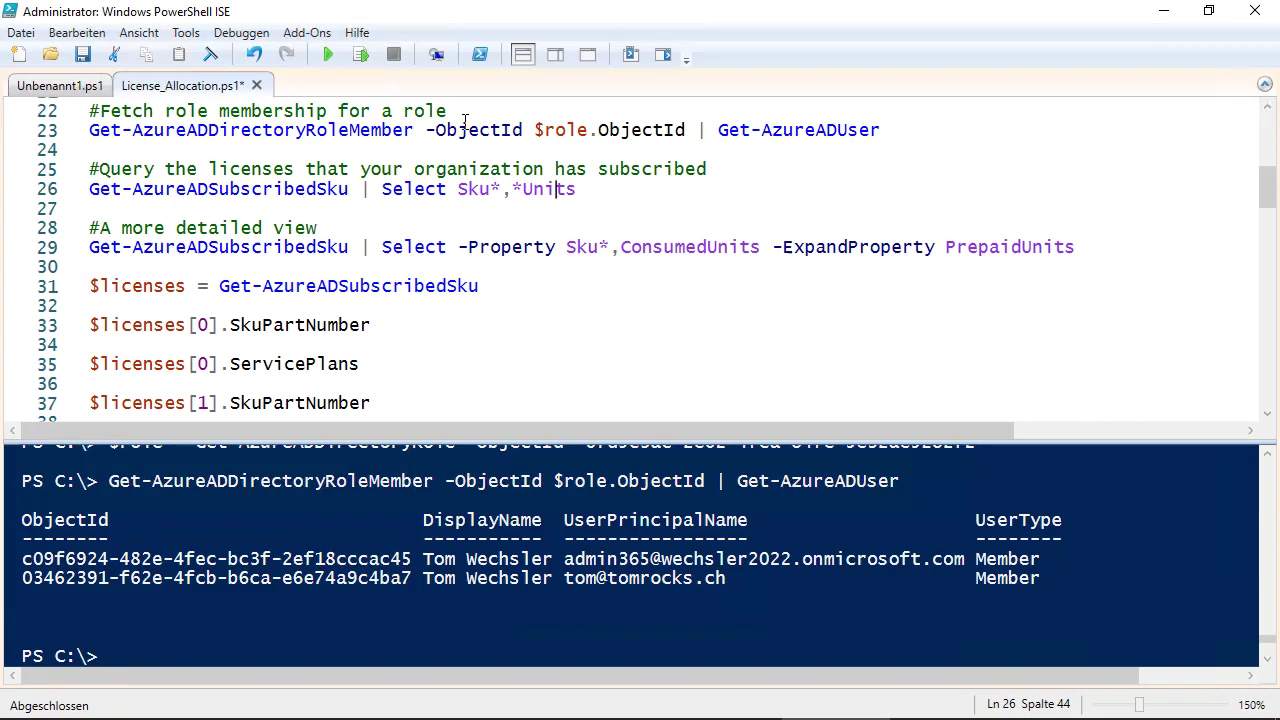 Administrator: Windows PowerShell ISE
Datei Bearbeiten Ansicht Tools Debuggen Add-Ons Hilfe
Unbenannt1.ps1 License_Allocation.ps1*
22 #Fetch role membership for a role
23 Get-AzureADDirectoryRoleMember -ObjectId $role.ObjectId | Get-AzureADUser
24
25 #Query the licenses that your organization has subscribed
26 Get-AzureADSubscribedSku | Select Sku*,*Units
27
28 #A more detailed view
29 Get-AzureADSubscribedSku | Select -Property Sku*,ConsumedUnits -ExpandProperty PrepaidUnits
30
31 $licenses = Get-AzureADSubscribedSku
32
33 $licenses[0].SkuPartNumber
34
35 $licenses[0].ServicePlans
36
37 $licenses[1].SkuPartNumber
PS C:\> Get-AzureADDirectoryRoleMember -ObjectId $role.ObjectId | Get-AzureADUser
ObjectId DisplayName UserPrincipalName UserType
-------- ----------- ----------------- --------
c09f6924-482e-4fec-bc3f-2ef18cccac45 Tom Wechsler admin365@wechsler2022.onmicrosoft.com Member
03462391-f62e-4fcb-b6ca-e6e74a9c4ba7 Tom Wechsler tom@tomrocks.ch Member
PS C:\>
Abgeschlossen Ln 26 Spalte 44 150%